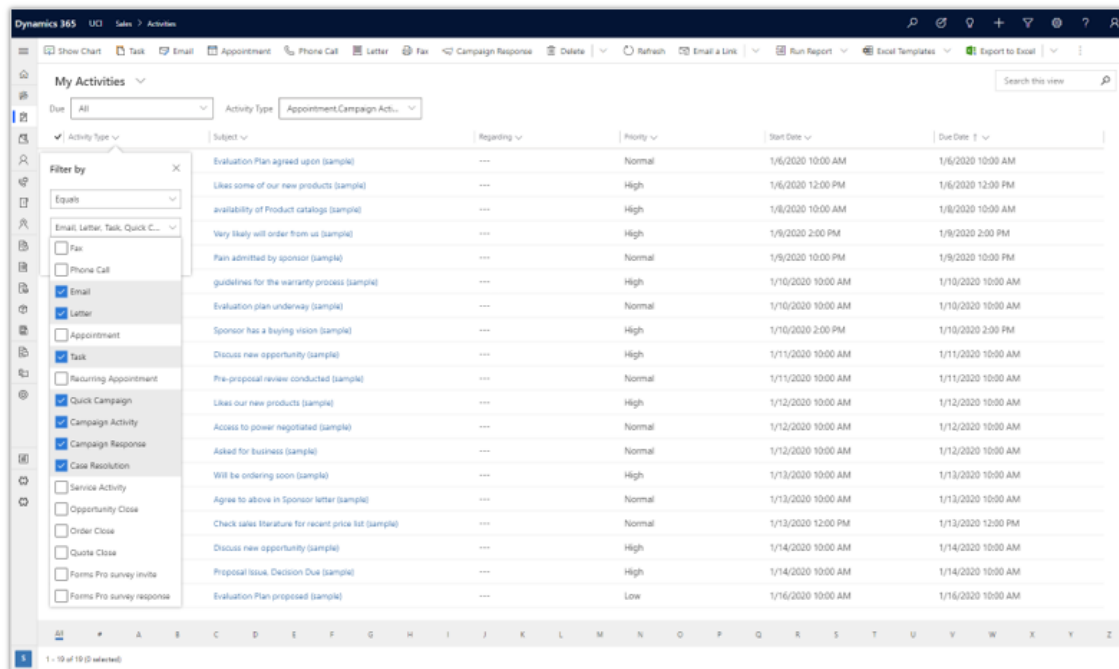 Dynamics 365 UCI Sales > Activities ?
Show Chart Task Email Appointment Phone Call Letter Fax Campaign Response Delete Refresh Email a Link Run Report Excel Templates Export to Excel
My Activities Search this view
Due All Activity Type Appointment,Campaign Acti...
Activity Type Subject Regarding Priority Start Date Due Date ↑
Filter by
Equals
Email, Letter, Task, Quick C...
Fax
Phone Call
Email
Letter
Appointment
Task
Recurring Appointment
Quick Campaign
Campaign Activity
Campaign Response
Case Resolution
Service Activity
Opportunity Close
Order Close
Quote Close
Forms Pro survey invite
Forms Pro survey response
Evaluation Plan agreed upon (sample) --- Normal 1/6/2020 10:00 AM 1/6/2020 10:00 AM
Likes some of our new products (sample) --- High 1/6/2020 12:00 PM 1/6/2020 12:00 PM
availability of Product catalogs (sample) --- High 1/8/2020 10:00 AM 1/8/2020 10:00 AM
Very likely will order from us (sample) --- High 1/9/2020 2:00 PM 1/9/2020 2:00 PM
Pain admitted by sponsor (sample) --- Normal 1/9/2020 10:00 PM 1/9/2020 10:00 PM
guidelines for the warranty process (sample) --- High 1/10/2020 10:00 AM 1/10/2020 10:00 AM
Evaluation plan underway (sample) --- Normal 1/10/2020 10:00 AM 1/10/2020 10:00 AM
Sponsor has a buying vision (sample) --- High 1/10/2020 2:00 PM 1/10/2020 2:00 PM
Discuss new opportunity (sample) --- High 1/11/2020 10:00 AM 1/11/2020 10:00 AM
Pre-proposal review conducted (sample) --- Normal 1/11/2020 10:00 AM 1/11/2020 10:00 AM
Likes our new products (sample) --- High 1/12/2020 10:00 AM 1/12/2020 10:00 AM
Access to power negotiated (sample) --- Normal 1/12/2020 10:00 AM 1/12/2020 10:00 AM
Asked for business (sample) --- Normal 1/12/2020 10:00 AM 1/12/2020 10:00 AM
Will be ordering soon (sample) --- High 1/13/2020 10:00 AM 1/13/2020 10:00 AM
Agree to above in Sponsor letter (sample) --- Normal 1/13/2020 10:00 AM 1/13/2020 10:00 AM
Check sales literature for recent price list (sample) --- Normal 1/13/2020 12:00 PM 1/13/2020 12:00 PM
Discuss new opportunity (sample) --- High 1/14/2020 10:00 AM 1/14/2020 10:00 AM
Proposal Issue, Decision Due (sample) --- High 1/14/2020 10:00 AM 1/14/2020 10:00 AM
Evaluation Plan proposed (sample) --- Low 1/16/2020 10:00 AM 1/16/2020 10:00 AM
All # A B C D E F G H I J K L M N O P Q R S T U V W X Y Z
S 1 - 19 of 19 (0 selected)